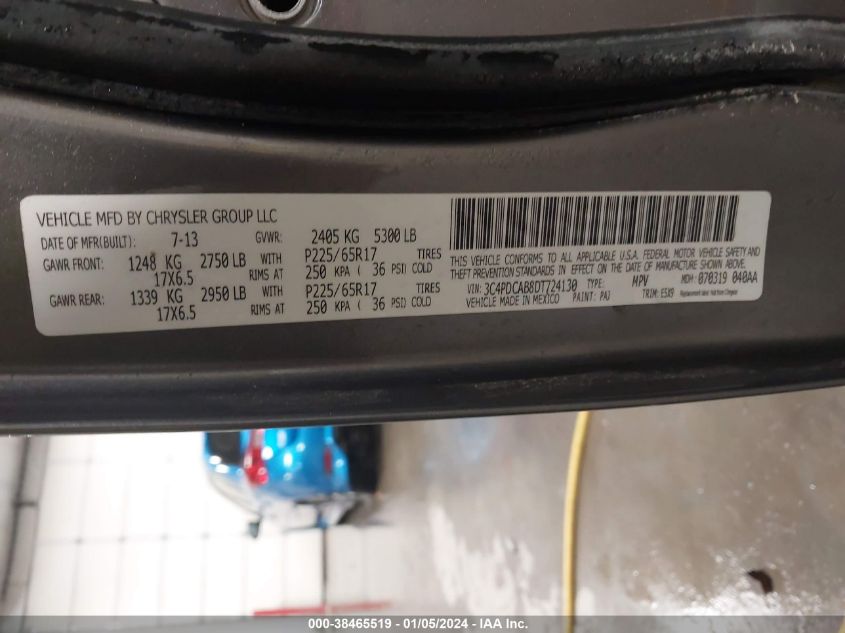 VEHICLE MFD BY CHRYSLER GROUP LLC
DATE OF MFR(BUILT): 7-13 GVWR: 2405 KG 5300 LB
GAWR FRONT: 1248 KG 2750 LB WITH P225/65R17 TIRES
17X6.5 RIMS AT 250 KPA ( 36 PSI) COLD
GAWR REAR: 1339 KG 2950 LB WITH P225/65R17 TIRES
17X6.5 RIMS AT 250 KPA ( 36 PSI) COLD
THIS VEHICLE CONFORMS TO ALL APPLICABLE U.S.A. FEDERAL MOTOR VEHICLE SAFETY AND
THEFT PREVENTION STANDARDS IN EFFECT ON THE DATE OF MANUFACTURE SHOWN ABOVE.
VIN: 3C4PDCAB8DT724130 TYPE: MPV MDH: 070319 040AA
VEHICLE MADE IN MEXICO PAINT: PAJ TRIM: E5X9
000-38465519 - 01/05/2024 - IAA Inc.